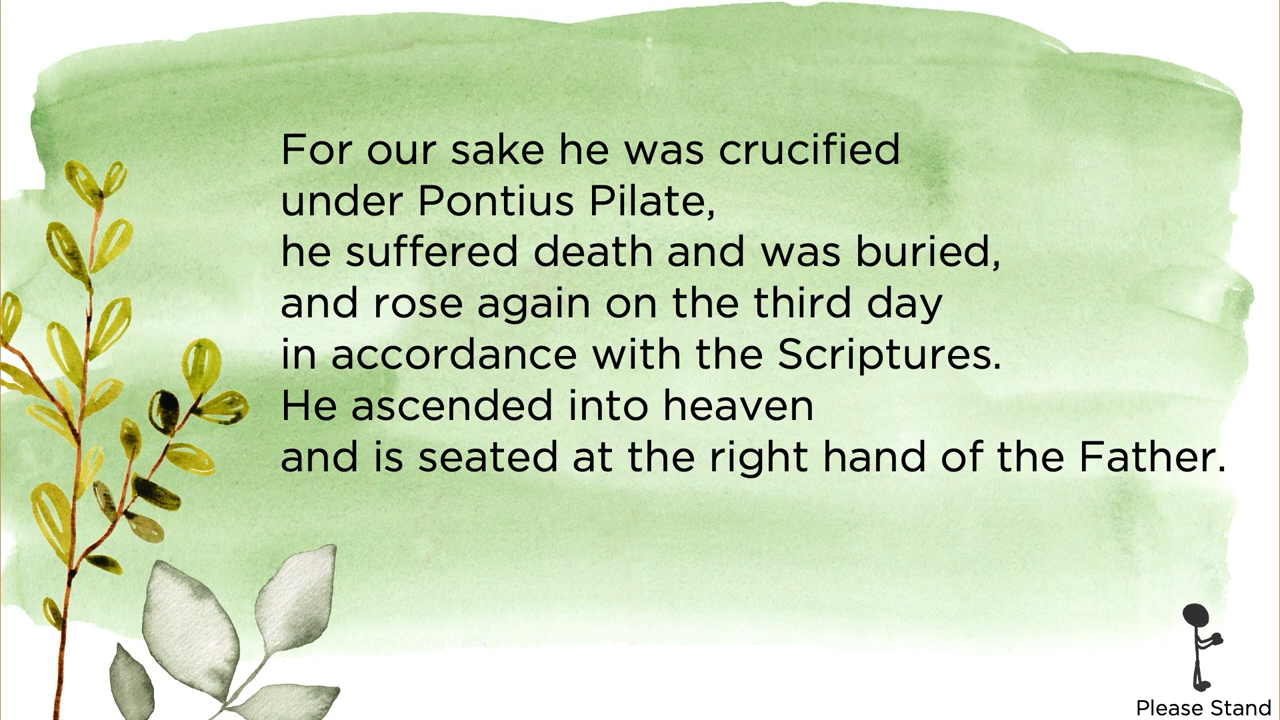 For our sake he was crucified
under Pontius Pilate,
he suffered death and was buried,
and rose again on the third day
in accordance with the Scriptures.
He ascended into heaven
and is seated at the right hand of the Father.
Please Stand